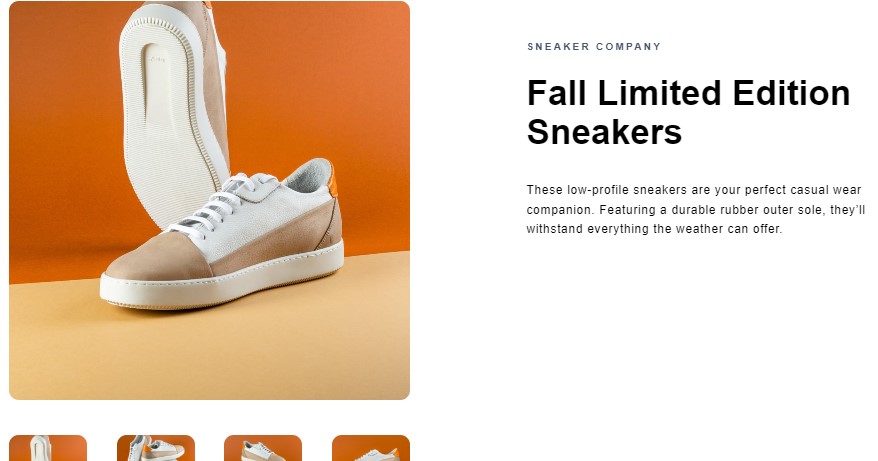 SNEAKER COMPANY
Fall Limited Edition
Sneakers
These low-profile sneakers are your perfect casual wear
companion. Featuring a durable rubber outer sole, they’ll
withstand everything the weather can offer.